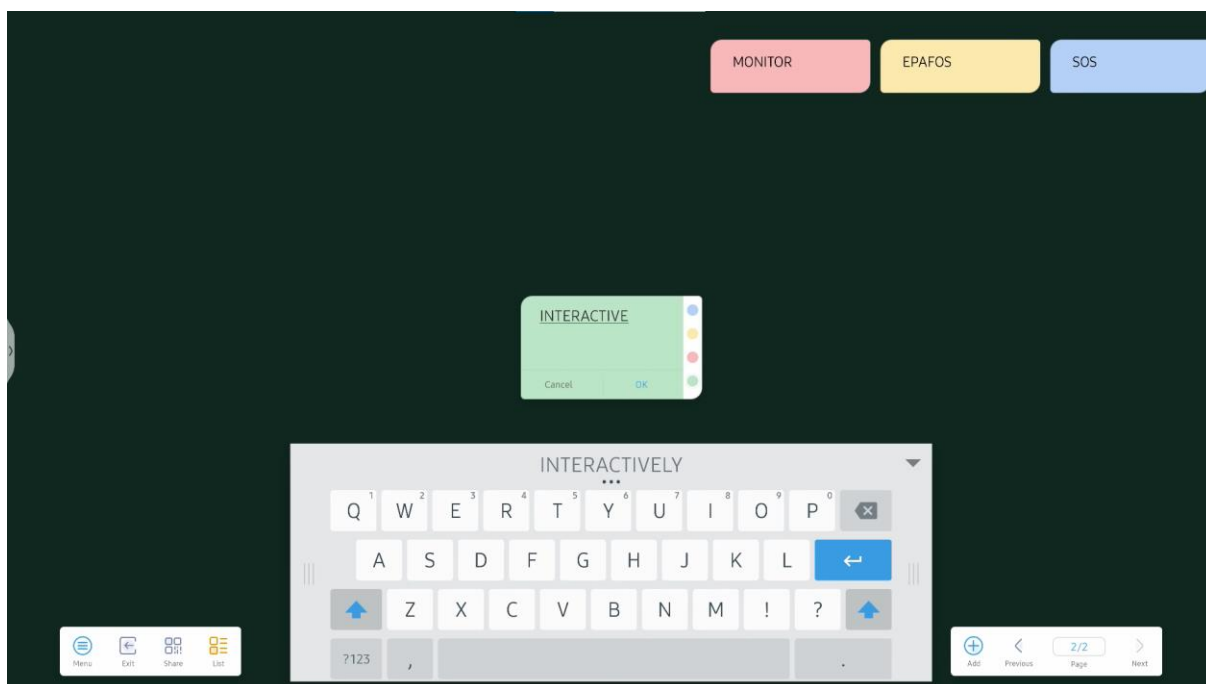 MONITOR EPAFOS SOS
INTERACTIVE
Cancel OK
INTERACTIVELY
Q 1 W 2 E 3 R 4 T 5 Y 6 U 7 I 8 O 9 P 0
A S D F G H J K L
Z X C V B N M ! ?
?123 , .
Menu Exit Share List
Add Previous 2/2 Page Next